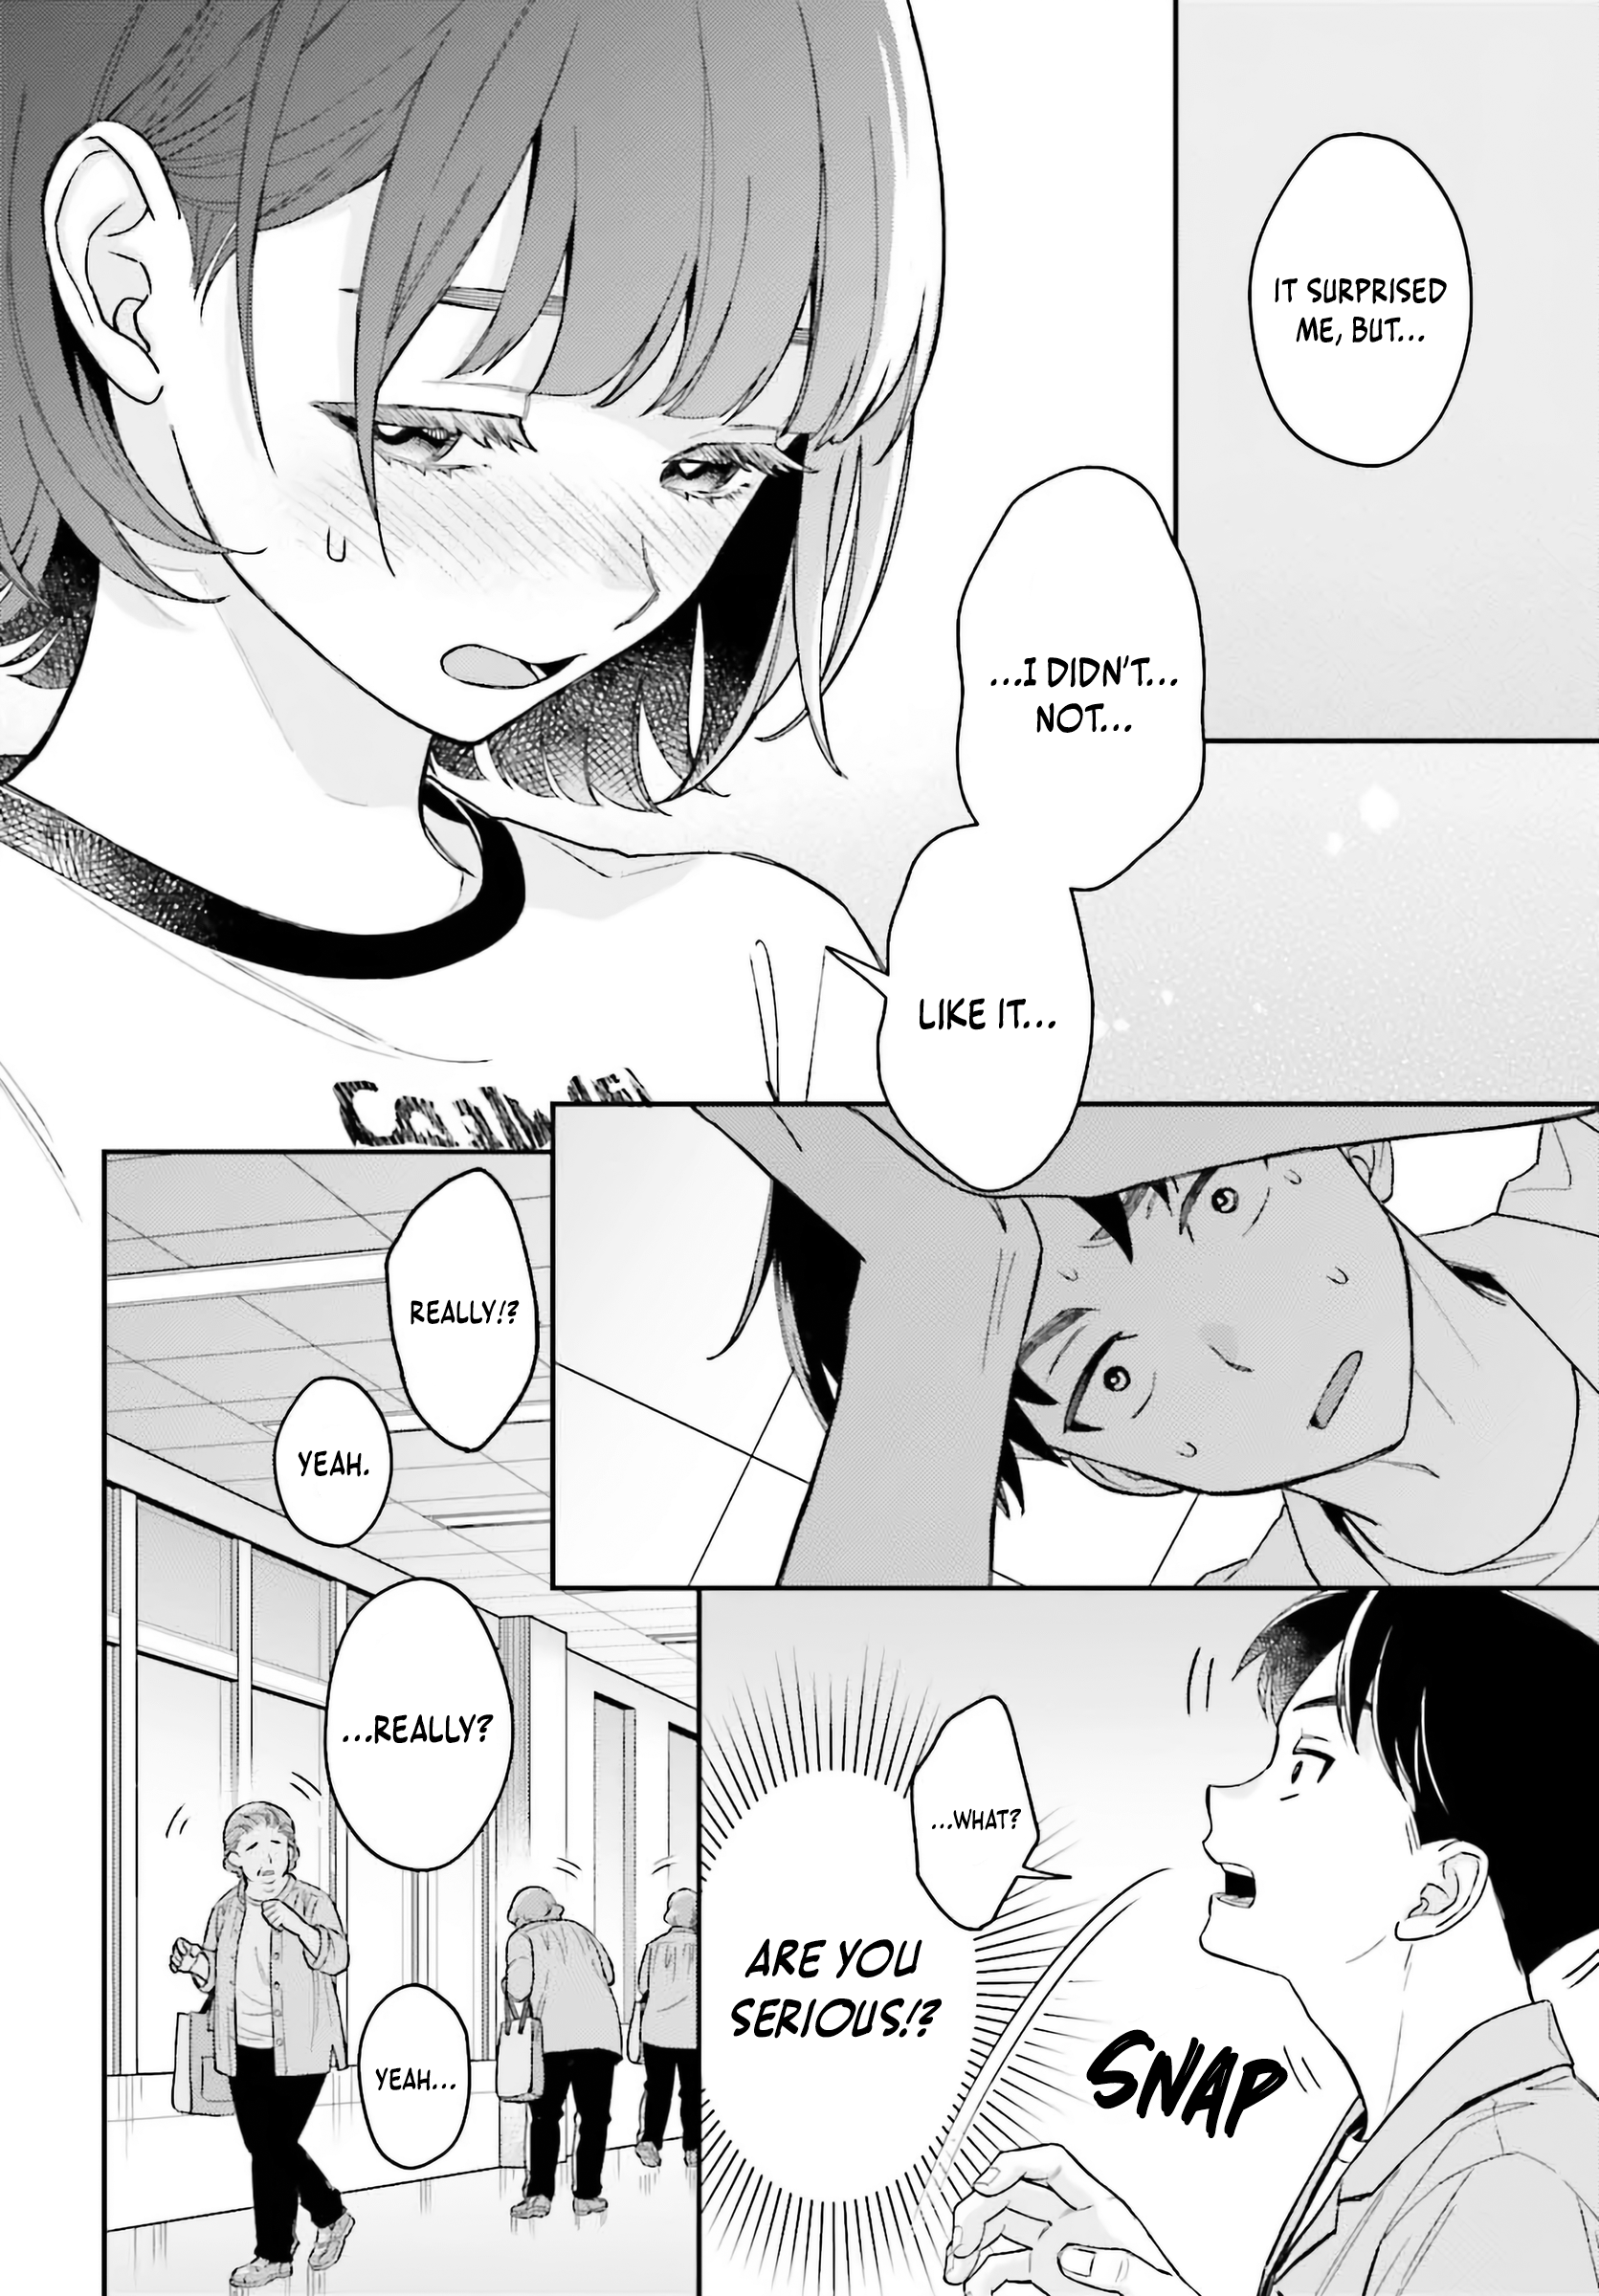 IT SURPRISED
ME, BUT...
...I DIDN'T...
NOT...
LIKE IT...
...WHAT?
ARE YOU
SERIOUS!?
SNAP
REALLY!?
YEAH.
...REALLY?
YEAH...